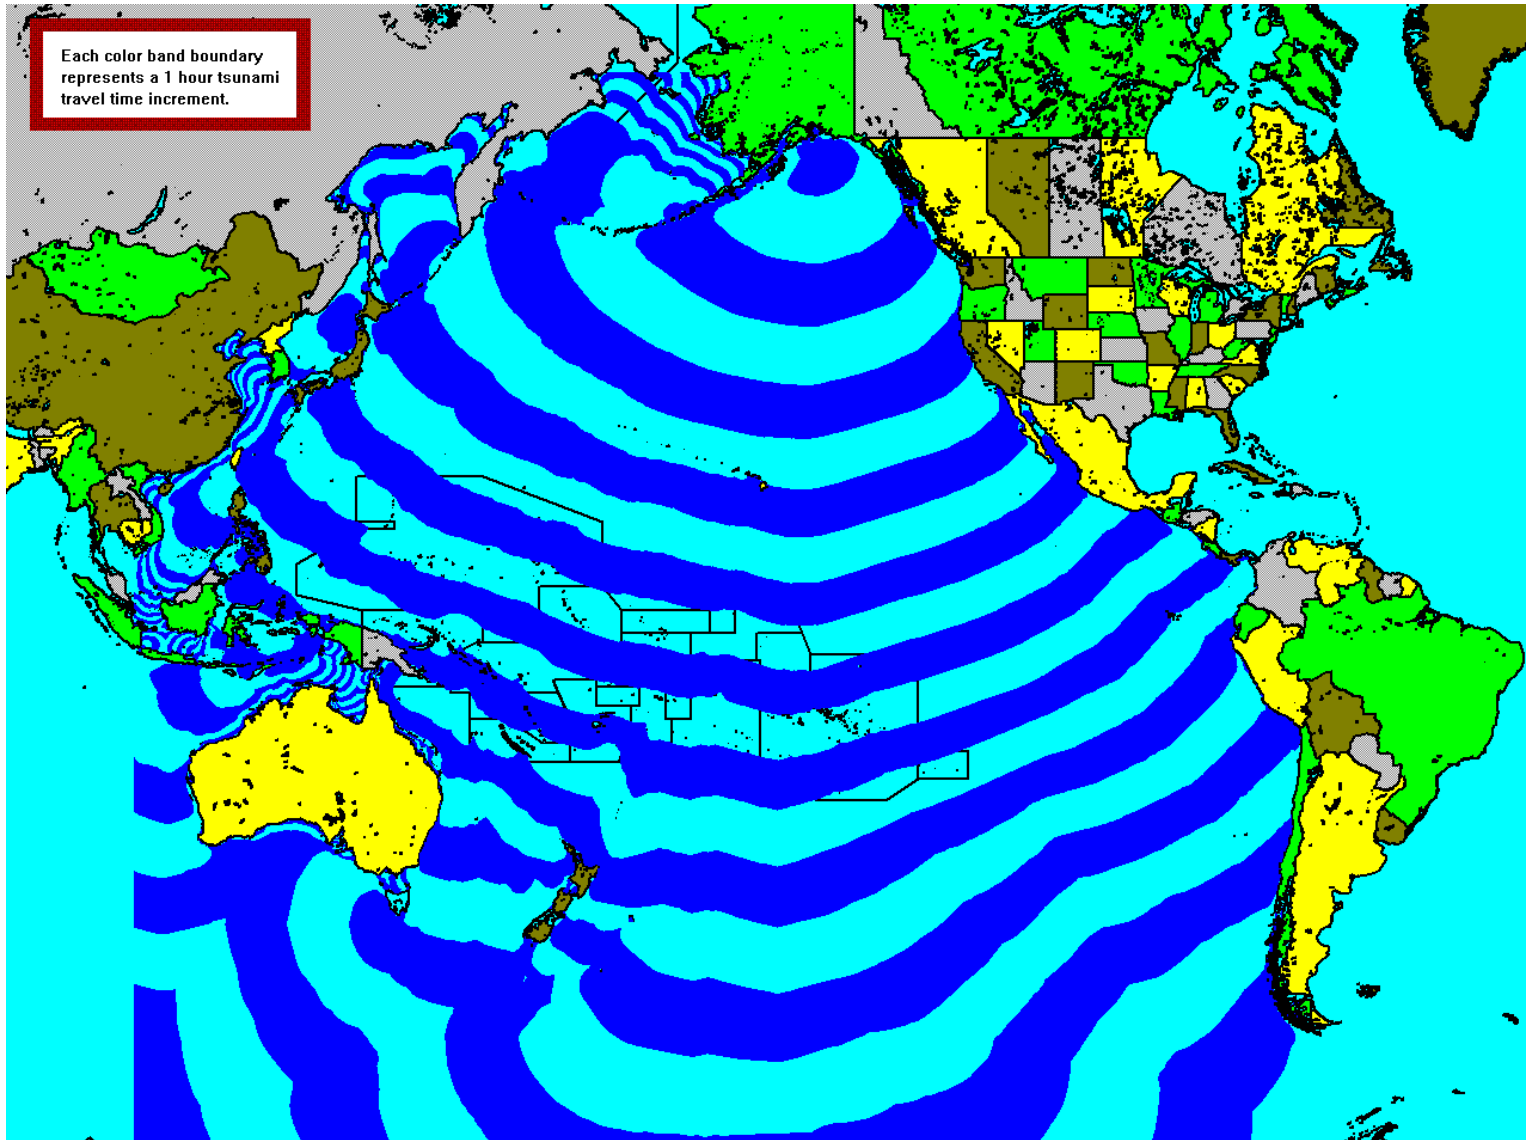 Each color band boundary
represents a 1 hour tsunami
travel time increment.